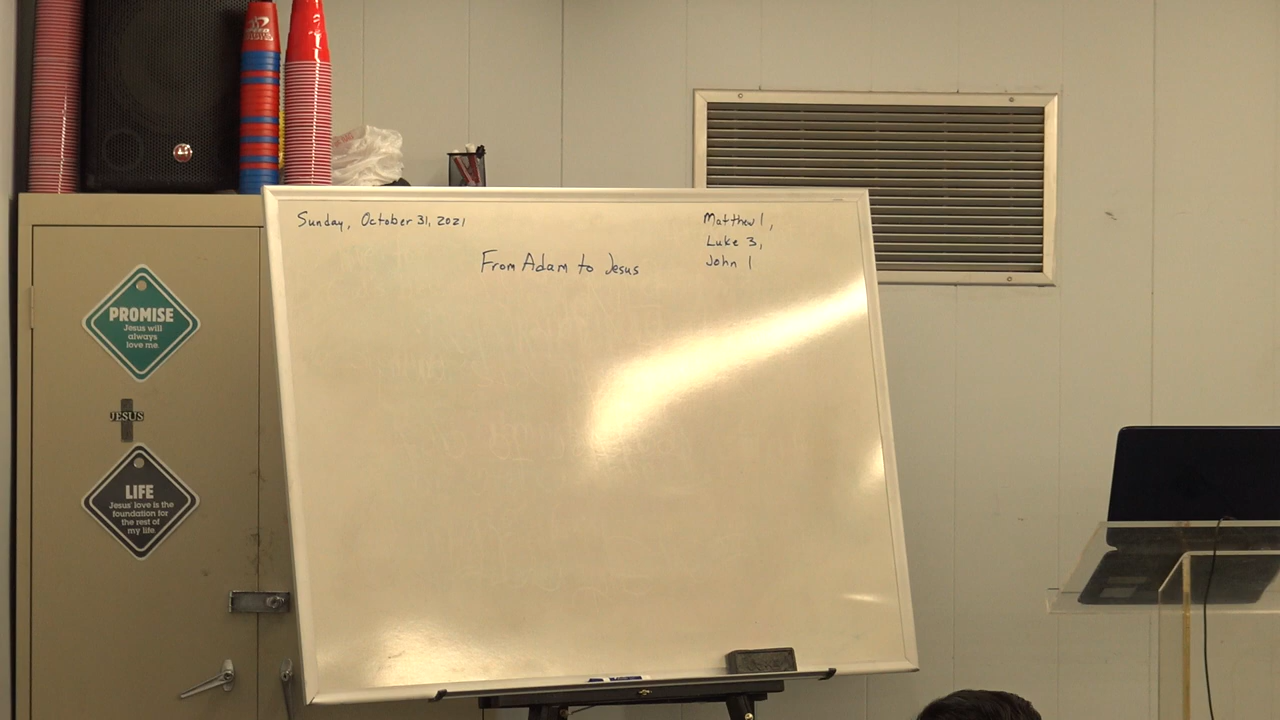 Sunday, October 31, 2021
Matthew 1,
Luke 3,
John 1
From Adam to Jesus
PROMISE
Jesus will
always
love me.
JESUS
LIFE
Jesus' love is the
foundation for
the rest of
my life.